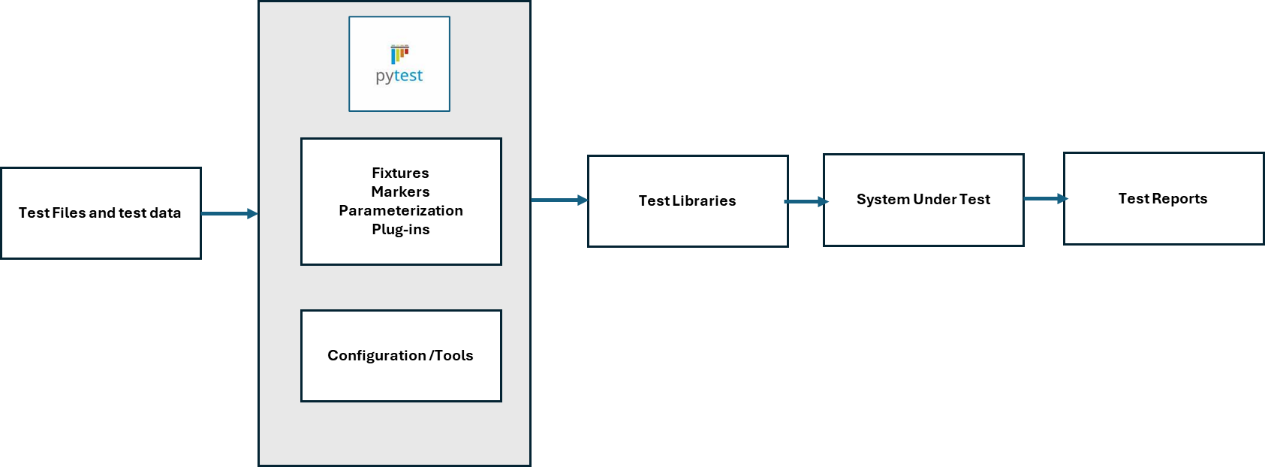 pytest
Test Files and test data
Fixtures
Markers
Parameterization
Plug-ins
Configuration /Tools
Test Libraries
System Under Test
Test Reports